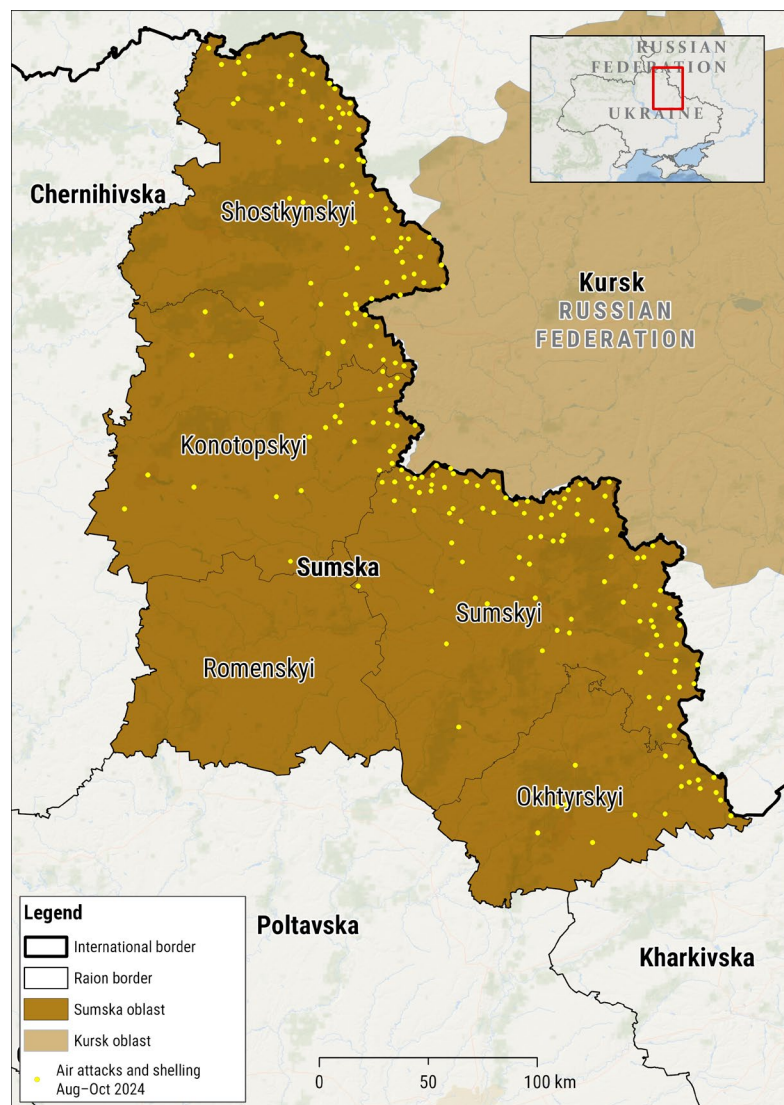 RUSSIAN
FEDERATION
UKRAINE
Chernihivska
Shostkynskyi
Kursk
RUSSIAN
FEDERATION
Konotopskyi
Sumska
Sumskyi
Romenskyi
Okhtyrskyi
Poltavska
Kharkivska
Legend
International border
Raion border
Sumska oblast
Kursk oblast
Air attacks and shelling
Aug–Oct 2024
0 50 100 km